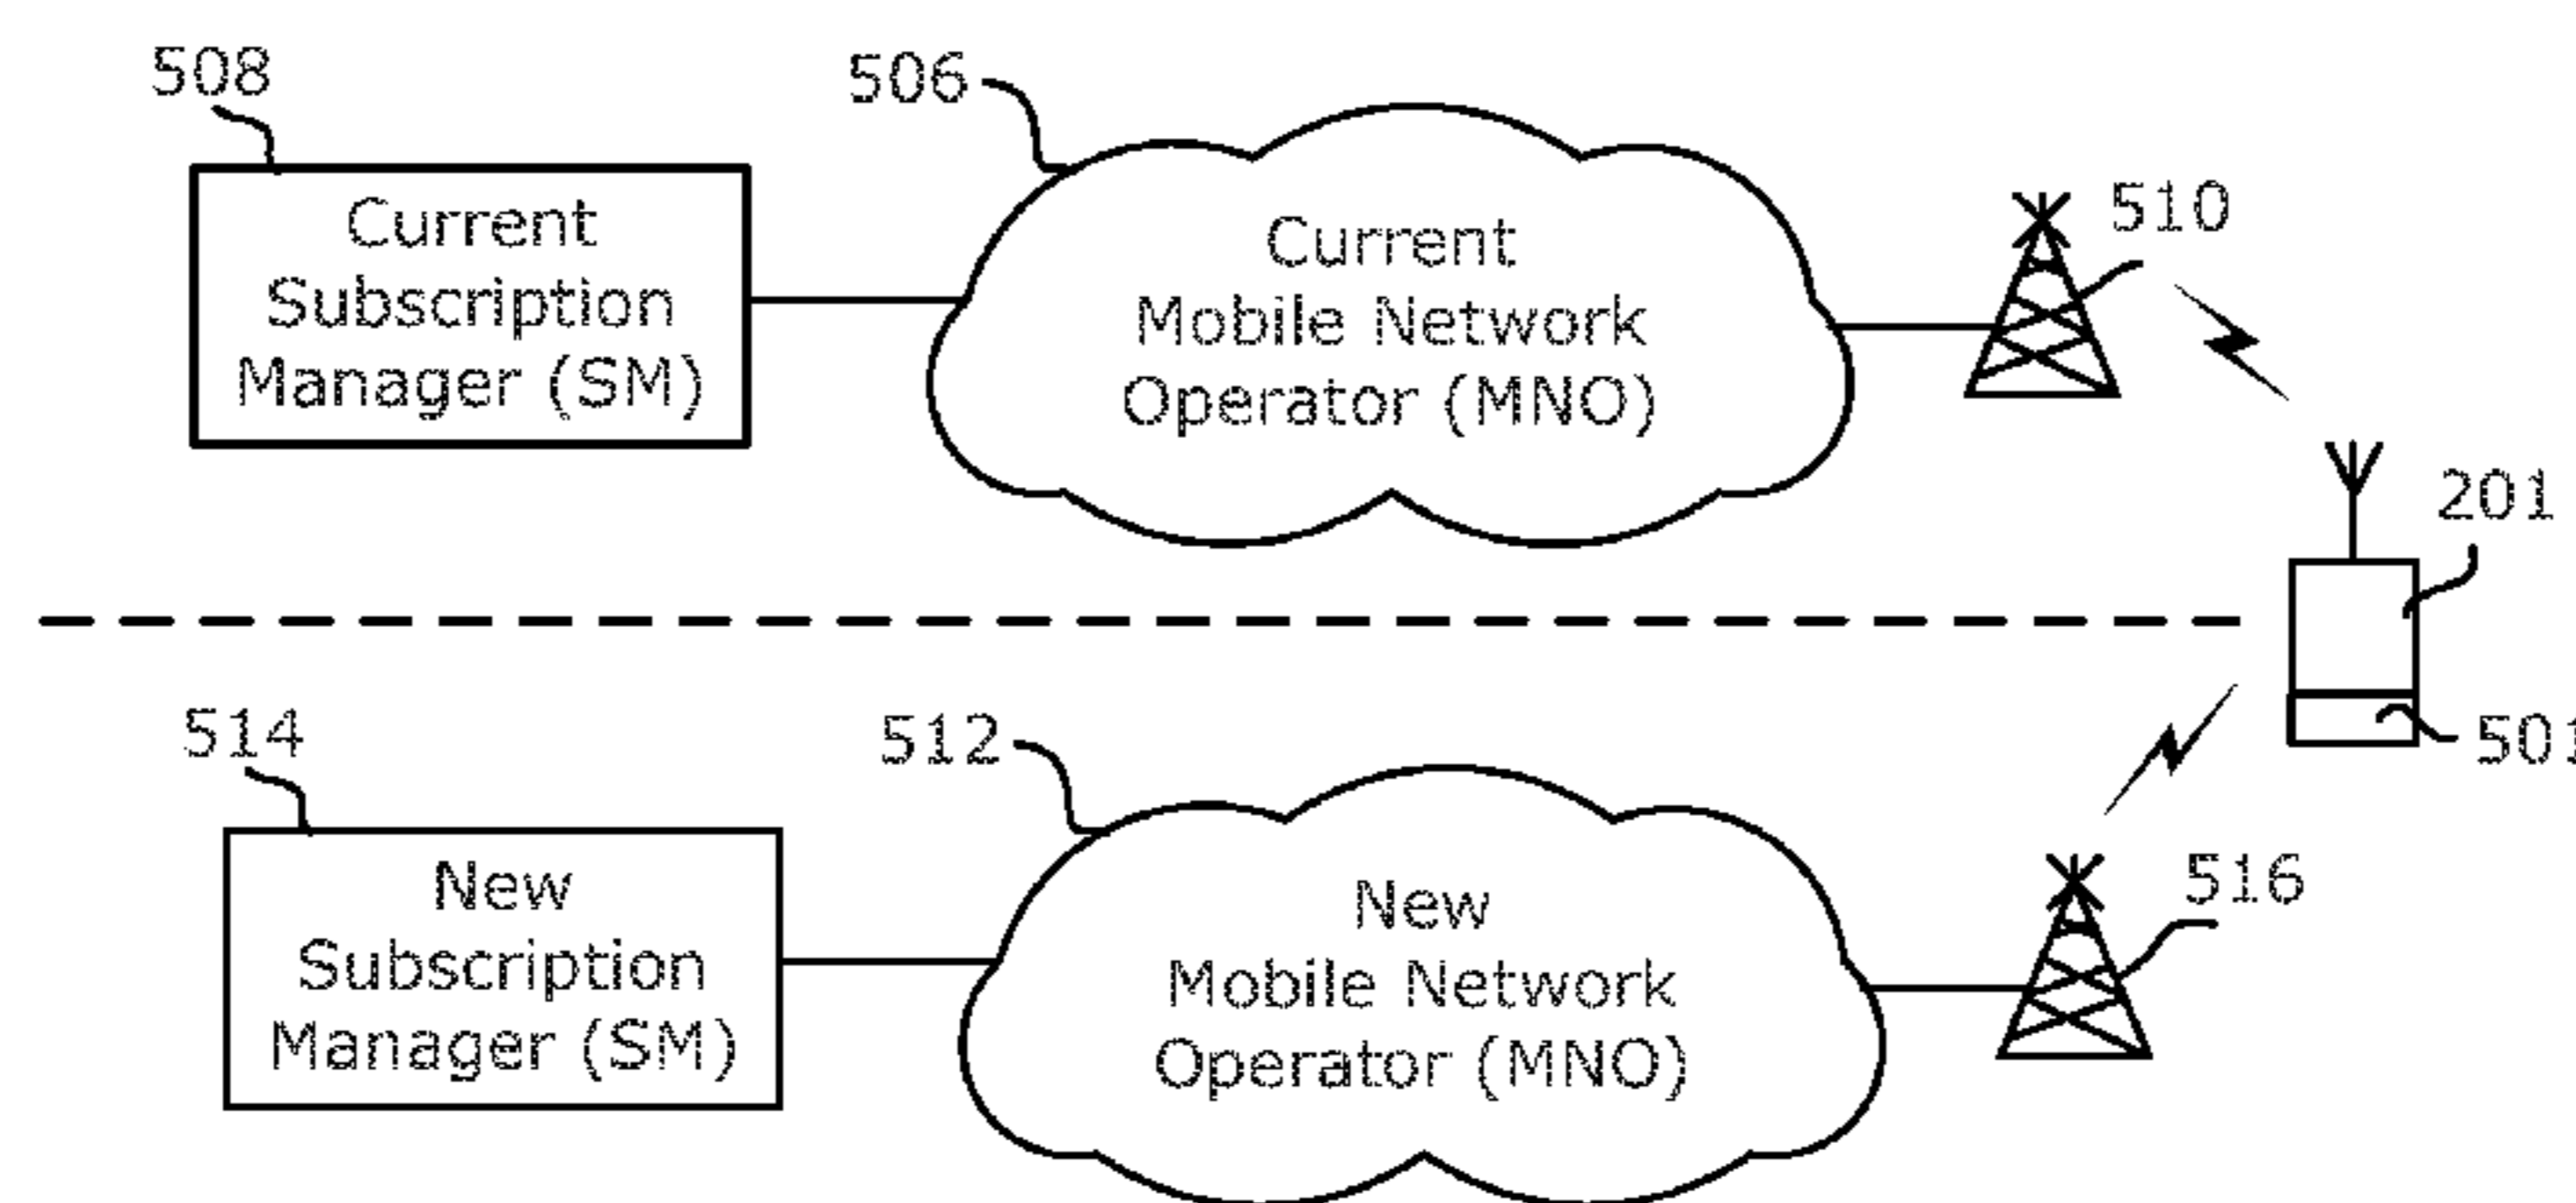 508
506
510
Current
Subscription
Manager (SM)
Current
Mobile Network
Operator (MNO)
201
501
514
512
516
New
Subscription
Manager (SM)
New
Mobile Network
Operator (MNO)